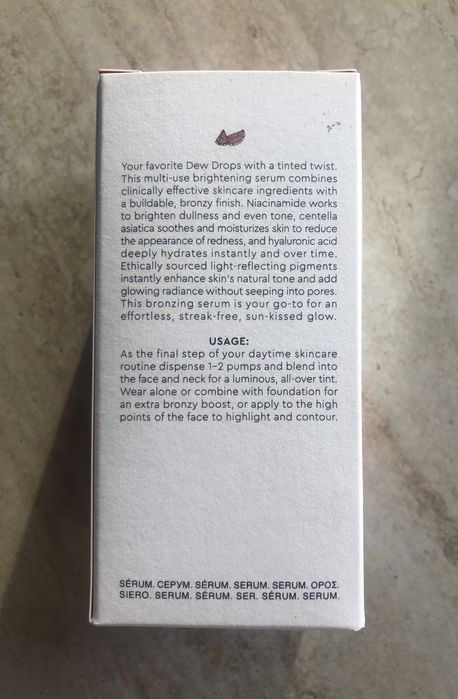 Your favorite Dew Drops with a tinted twist.
This multi-use brightening serum combines
clinically effective skincare ingredients with
a buildable, bronzy finish. Niacinamide works
to brighten dullness and even tone, centella
asiatica soothes and moisturizes skin to reduce
the appearance of redness, and hyaluronic acid
deeply hydrates instantly and over time.
Ethically sourced light-reflecting pigments
instantly enhance skin's natural tone and add
glowing radiance without seeping into pores.
This bronzing serum is your go-to for an
effortless, streak-free, sun-kissed glow.
USAGE:
As the final step of your daytime skincare
routine dispense 1-2 pumps and blend into
the face and neck for a luminous, all-over tint.
Wear alone or combine with foundation for
an extra bronzy boost, or apply to the high
points of the face to highlight and contour.
SÉRUM. СЕРУМ. SÉRUM. SERUM. SERUM. ΟΡΟΣ.
SIERO. SERUM. SÉRUM. SER. SÉRUM. SERUM.